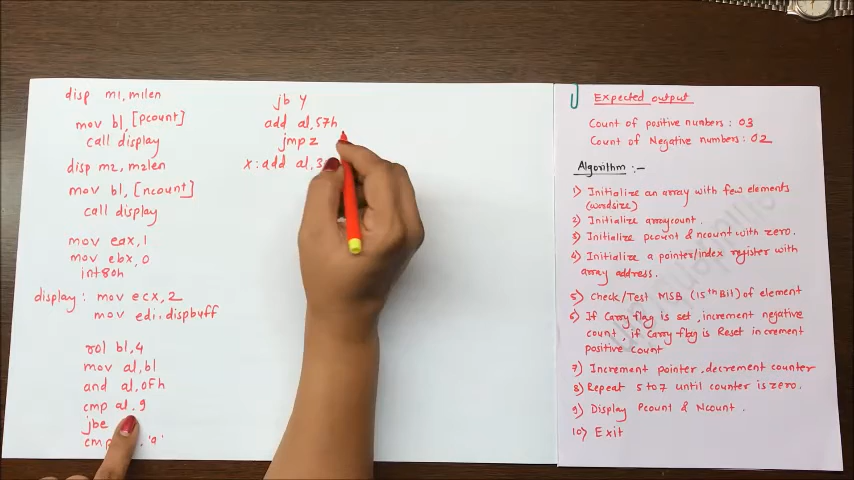 disp m1,m1len
mov bl,[pcount]
call display
disp m2,m2len
mov bl,[ncount]
call display
mov eax,1
mov ebx,0
int80h
display: mov ecx,2
mov edi,dispbuff
rol bl,4
mov al,bl
and al,0Fh
cmp al,9
jbe
cmp ,'a'
jb Y
add al,57h
jmp z
x:add al,3
Expected output
Count of positive numbers : 03
Count of Negative numbers : 02
Algorithm :-
1) Initialize an array with few elements
(wordsize)
2) Initialize arraycount.
3) Initialize pcount & ncount with zero.
4) Initialize a pointer/index register with
array address.
5) Check/Test MSB (15th Bit) of element
6) If Carry flag is set, increment negative
count, if Carry flag is Reset increment
positive count
7) Increment pointer, decrement counter
8) Repeat 5 to 7 until counter is zero.
9) Display Pcount & Ncount.
10) Exit